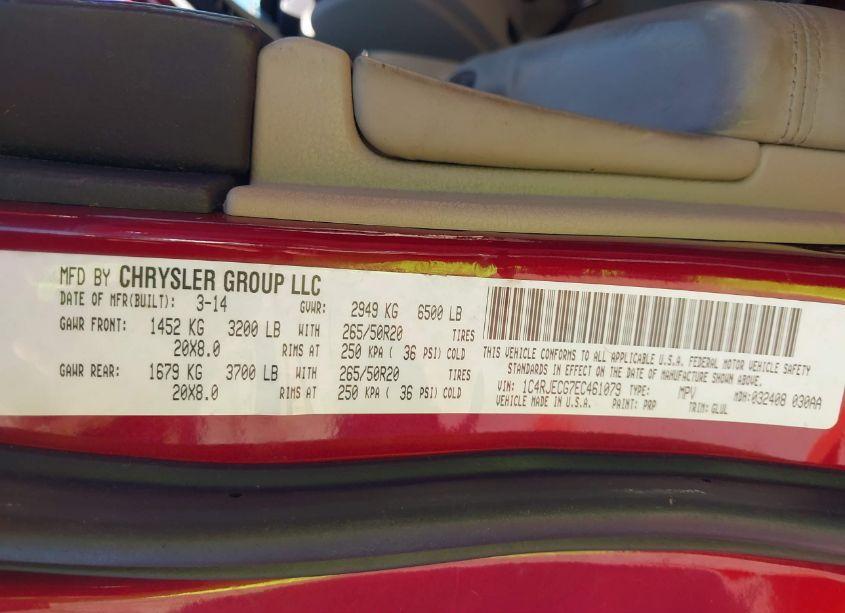 MFD BY CHRYSLER GROUP LLC
DATE OF MFR(BUILT): 3-14 GVWR: 2949 KG 6500 LB
GAWR FRONT: 1452 KG 3200 LB WITH 265/50R20 TIRES
20X8.0 RIMS AT 250 KPA ( 36 PSI) COLD
GAWR REAR: 1679 KG 3700 LB WITH 265/50R20 TIRES
20X8.0 RIMS AT 250 KPA ( 36 PSI) COLD
THIS VEHICLE CONFORMS TO ALL APPLICABLE U.S.A. FEDERAL MOTOR VEHICLE SAFETY
STANDARDS IN EFFECT ON THE DATE OF MANUFACTURE SHOWN ABOVE.
VIN: 1C4RJECG7EC461079 TYPE: MPV MDH: 032408 030AA
VEHICLE MADE IN U.S.A. PAINT: PRP TRIM: GLUL